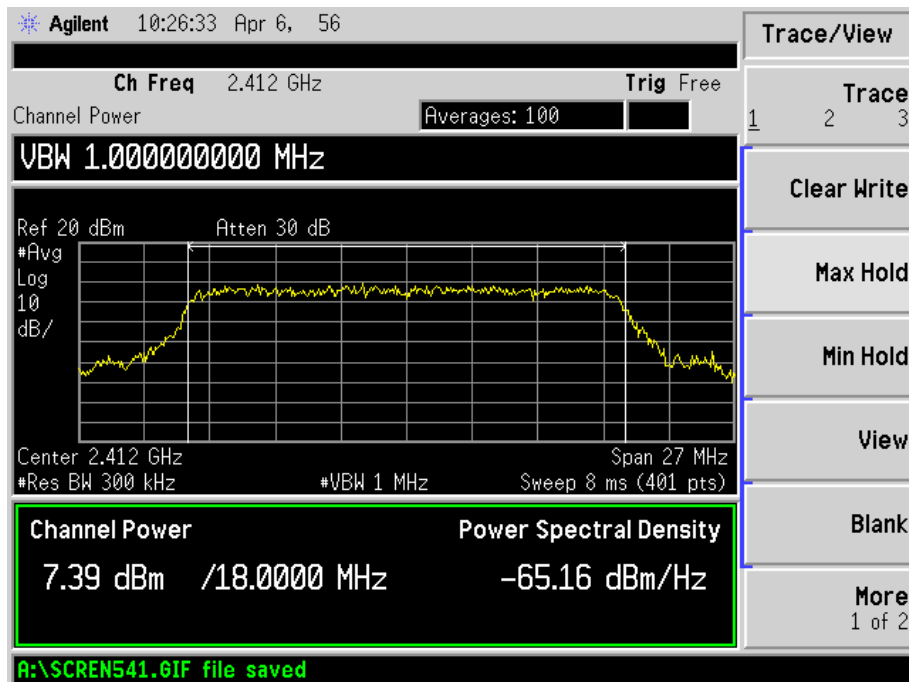 Agilent 10:26:33 Apr 6, 56
Trace/View
Ch Freq 2.412 GHz Trig Free
Channel Power Averages: 100
VBW 1.000000000 MHz
Ref 20 dBm Atten 30 dB
#Avg
Log
10
dB/
Center 2.412 GHz Span 27 MHz
#Res BW 300 kHz #VBW 1 MHz Sweep 8 ms (401 pts)
Channel Power Power Spectral Density
7.39 dBm /18.0000 MHz -65.16 dBm/Hz
A:\SCREN541.GIF file saved
Trace
1 2 3
Clear Write
Max Hold
Min Hold
View
Blank
More
1 of 2